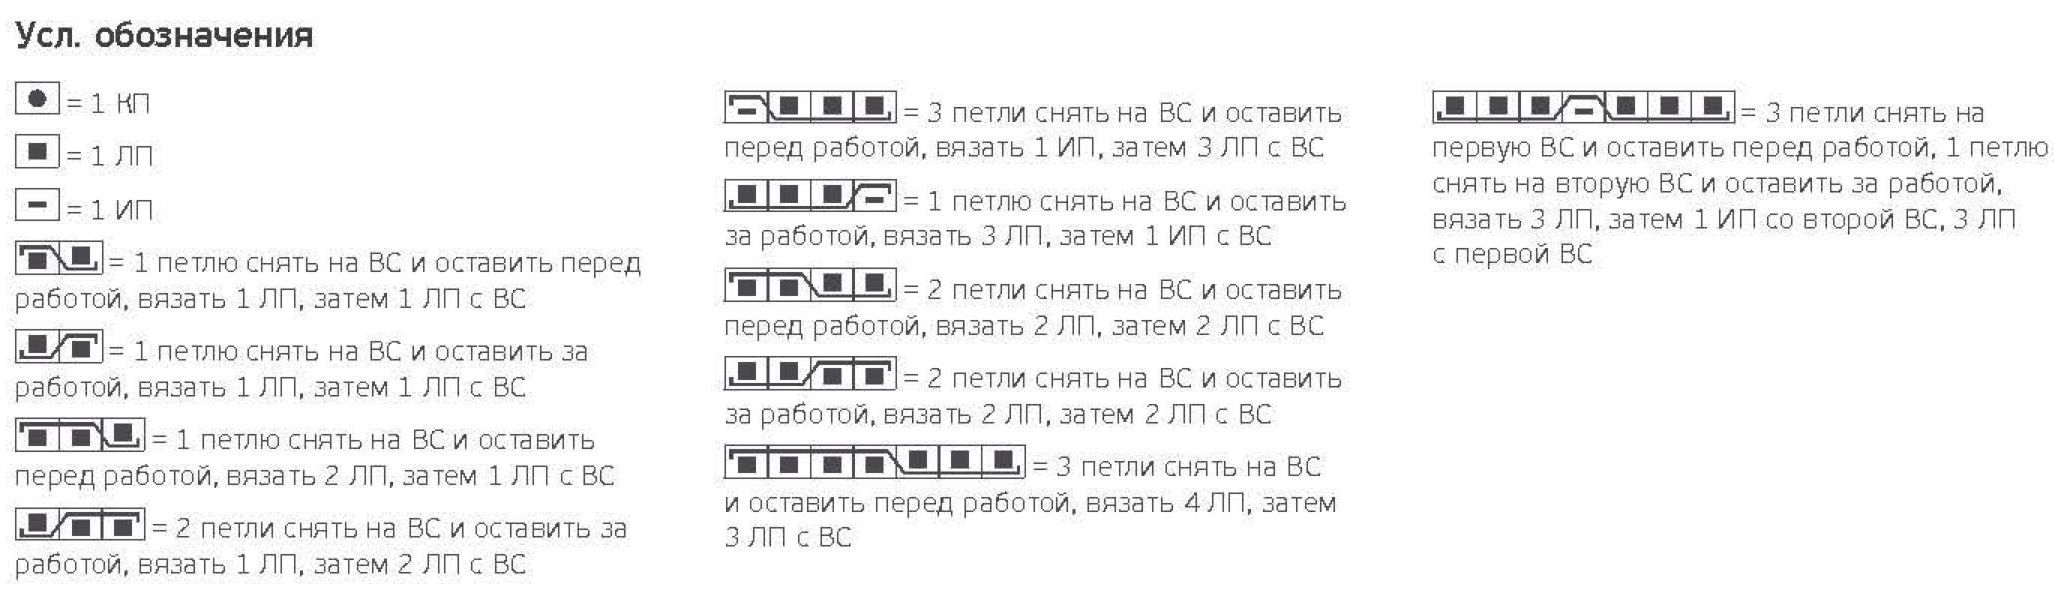 Усл. обозначения
= 1 КП
= 1 ЛП
= 1 ИП
= 1 петлю снять на ВС и оставить перед
работой, вязать 1 ЛП, затем 1 ЛП с ВС
= 1 петлю снять на ВС и оставить за
работой, вязать 1 ЛП, затем 1 ЛП с ВС
= 1 петлю снять на ВС и оставить
перед работой, вязать 2 ЛП, затем 1 ЛП с ВС
= 2 петли снять на ВС и оставить за
работой, вязать 1 ЛП, затем 2 ЛП с ВС
= 3 петли снять на ВС и оставить
перед работой, вязать 1 ИП, затем 3 ЛП с ВС
= 1 петлю снять на ВС и оставить
за работой, вязать 3 ЛП, затем 1 ИП с ВС
= 2 петли снять на ВС и оставить
перед работой, вязать 2 ЛП, затем 2 ЛП с ВС
= 2 петли снять на ВС и оставить
за работой, вязать 2 ЛП, затем 2 ЛП с ВС
= 3 петли снять на ВС
и оставить перед работой, вязать 4 ЛП, затем
3 ЛП с ВС
= 3 петли снять на
первую ВС и оставить перед работой, 1 петлю
снять на вторую ВС и оставить за работой,
вязать 3 ЛП, затем 1 ИП со второй ВС, 3 ЛП
с первой ВС